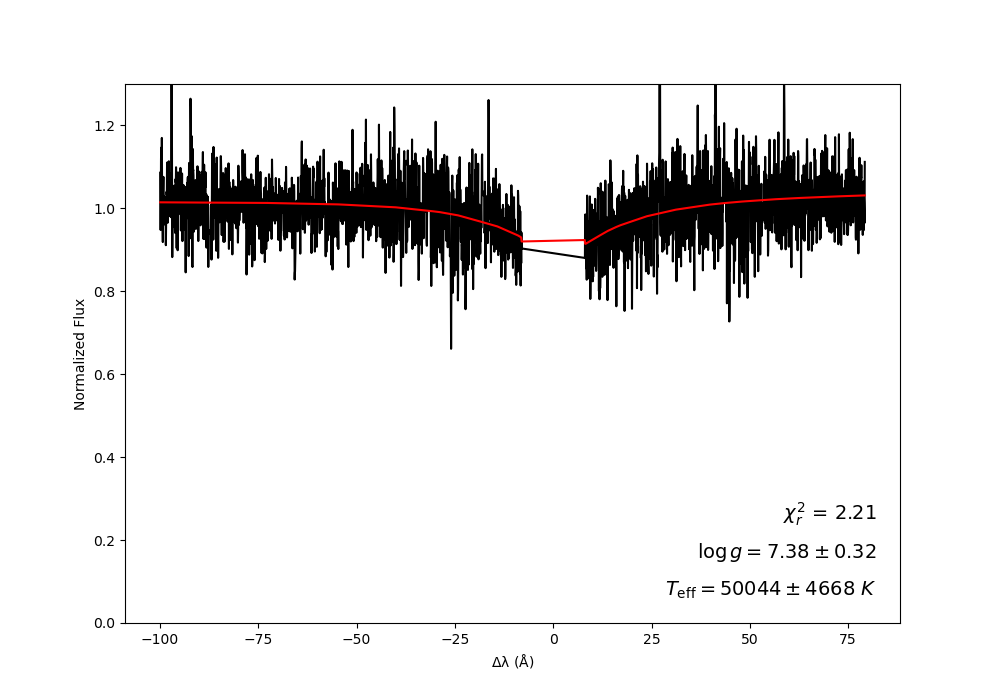 1.2
1.0
0.8
0.6
0.4
0.2
0.0
Normalized Flux
χ²ᵣ = 2.21
log g = 7.38 ± 0.32
T_eff = 50044 ± 4668 K
−100 −75 −50 −25 0 25 50 75
Δλ (Å)